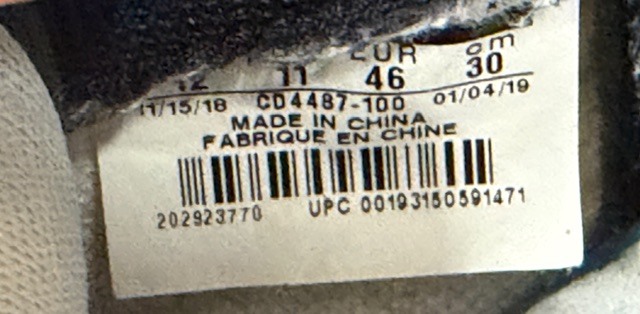 EUR cm
12 11 46 30
11/15/18 CD4487-100 01/04/19
MADE IN CHINA
FABRIQUE EN CHINE
202923770 UPC 00193150591471